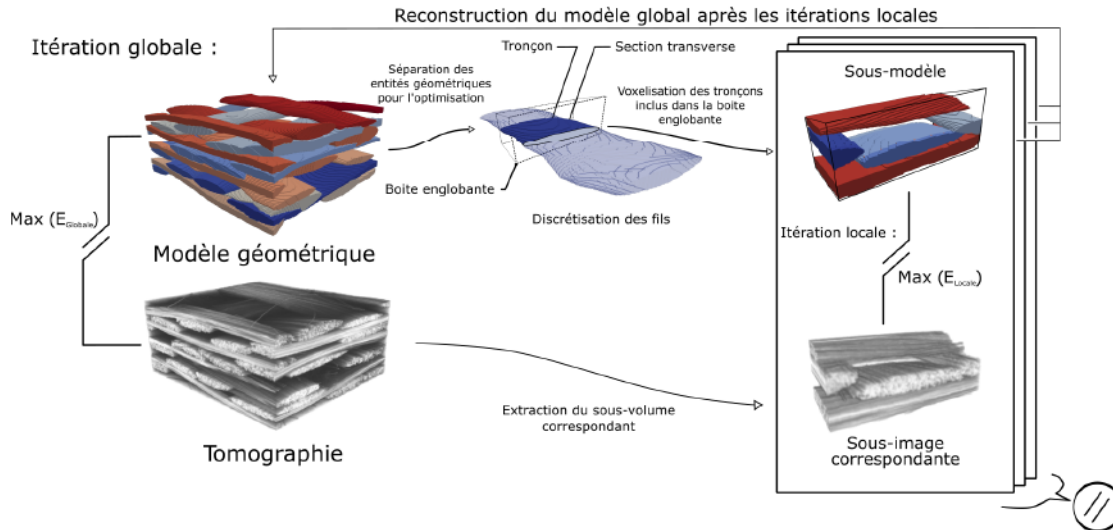 Reconstruction du modèle global après les itérations locales
Itération globale :
Tronçon
Section transverse
Séparation des
entités géométriques
pour l'optimisation
Voxelisation des tronçons
inclus dans la boite
englobante
Sous-modèle
Boite englobante
Discrétisation des fils
Max (E_Globale)
Modèle géométrique
Itération locale :
Max (E_Locale)
Extraction du sous-volume
correspondant
Tomographie
Sous-image
correspondante